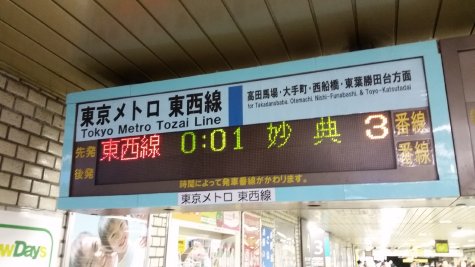 東京メトロ 東西線
Tokyo Metro Tozai Line
高田馬場・大手町・西船橋・東葉勝田台方面
for Takadanobaba, Otemachi, Nishi-Funabashi, & Toyo-Katsutadai
先発 東西線 0:01 妙典 3 番線
後発 番線
時間によって発車番線がかわります。
東京メトロ 東西線
Days
3